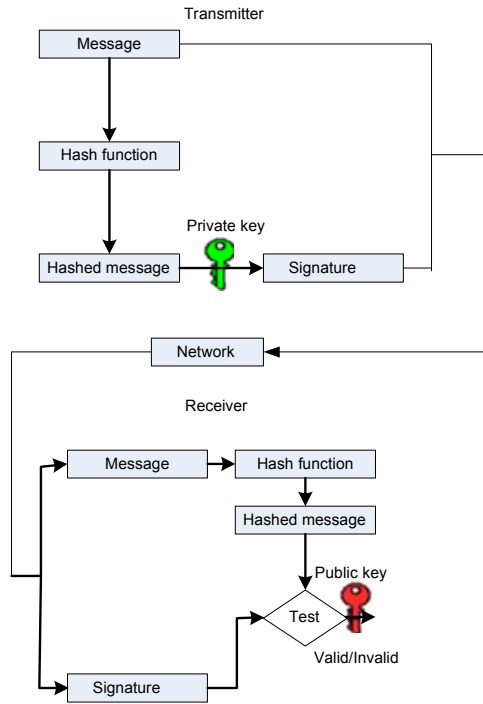 Transmitter
Message
Hash function
Private key
Hashed message
Signature
Network
Receiver
Message
Hash function
Hashed message
Public key
Test
Valid/Invalid
Signature